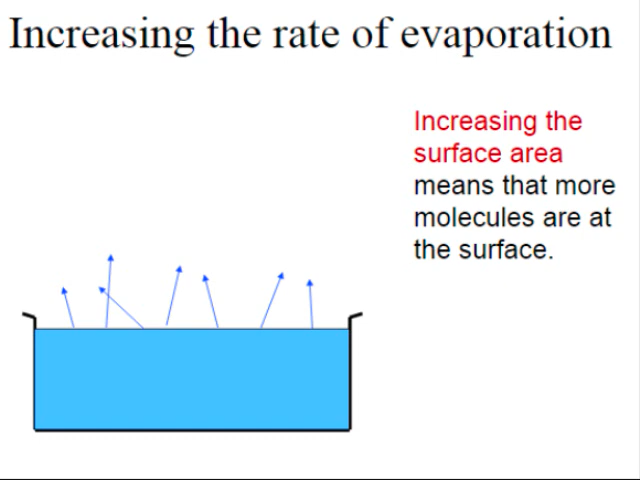 Increasing the rate of evaporation
Increasing the
surface area
means that more
molecules are at
the surface.